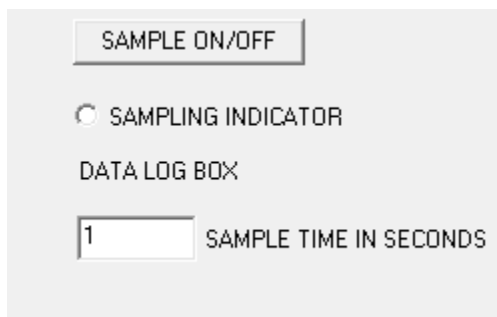 SAMPLE ON/OFF
SAMPLING INDICATOR
DATA LOG BOX
1 SAMPLE TIME IN SECONDS